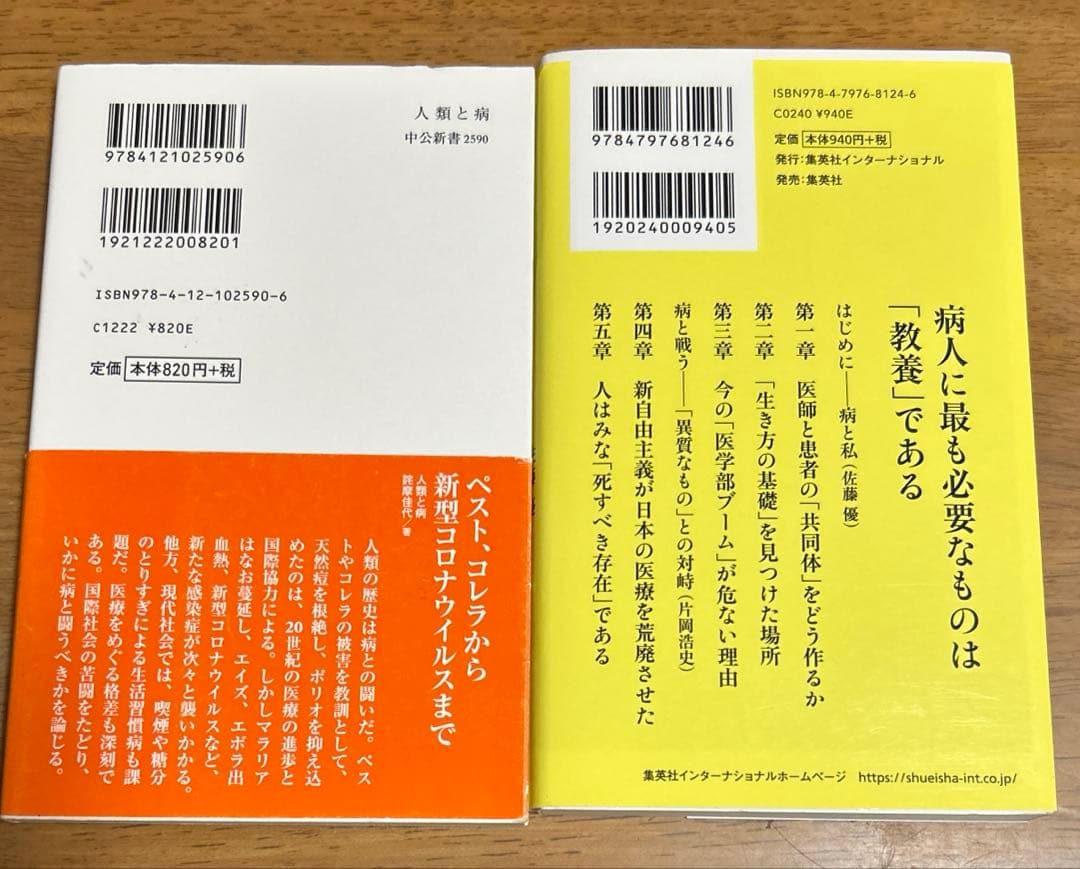 9784121025906
1921222008201
人類と病
中公新書 2590
ISBN978-4-12-102590-6
C1222 ¥820E
定価 本体820円+税
ペスト、コレラから
新型コロナウイルスまで
人類と病
詫摩佳代／著
人類の歴史は病との闘いだ。ペス
トやコレラの被害を教訓として、
天然痘を根絶し、ポリオを抑え込
めたのは、20世紀の医療の進歩と
国際協力による。しかしマラリア
はなお蔓延し、エイズ、エボラ出
血熱、新型コロナウイルスなど、
新たな感染症が次々と襲いかかる。
他方、現代社会では、喫煙や糖分
のとりすぎによる生活習慣病も課
題だ。医療をめぐる格差も深刻で
ある。国際社会の苦闘をたどり、
いかに病と闘うべきかを論じる。
9784797681246
1920240009405
ISBN978-4-7976-8124-6
C0240 ¥940E
定価 本体940円+税
発行：集英社インターナショナル
発売：集英社
病人に最も必要なものは
「教養」である
はじめに――病と私（佐藤 優）
第一章 医師と患者の「共同体」をどう作るか
第二章 「生き方の基礎」を見つけた場所
第三章 今の「医学部ブーム」が危ない理由
病と戦う――「異質なもの」との対峙（片岡浩史）
第四章 新自由主義が日本の医療を荒廃させた
第五章 人はみな「死すべき存在」である
集英社インターナショナルホームページ https://shueisha-int.co.jp/